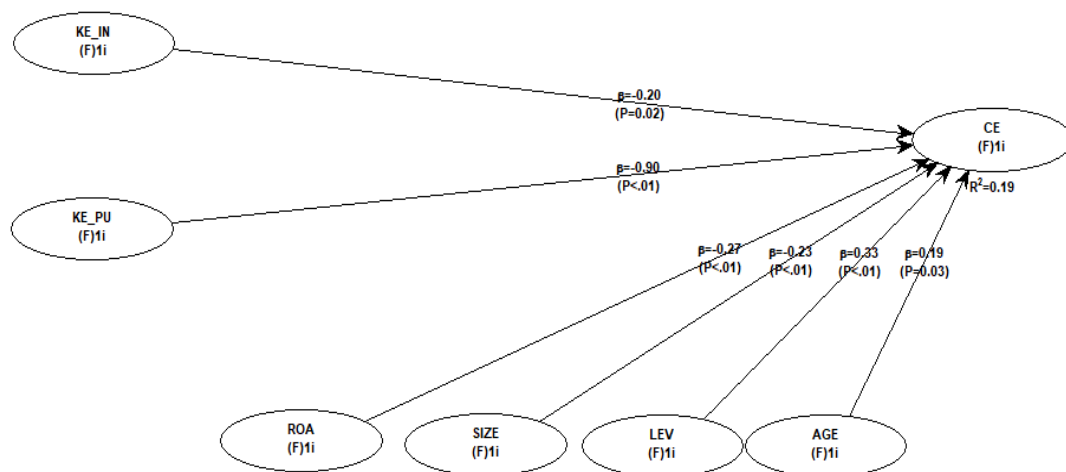 KE_IN
(F)1i
β=-0.20
(P=0.02)
CE
(F)1i
R²=0.19
β=-0.90
(P<.01)
KE_PU
(F)1i
β=-0.27
(P<.01)
β=-0.23
(P<.01)
β=0.33
(P<.01)
β=0.19
(P=0.03)
ROA
(F)1i
SIZE
(F)1i
LEV
(F)1i
AGE
(F)1i